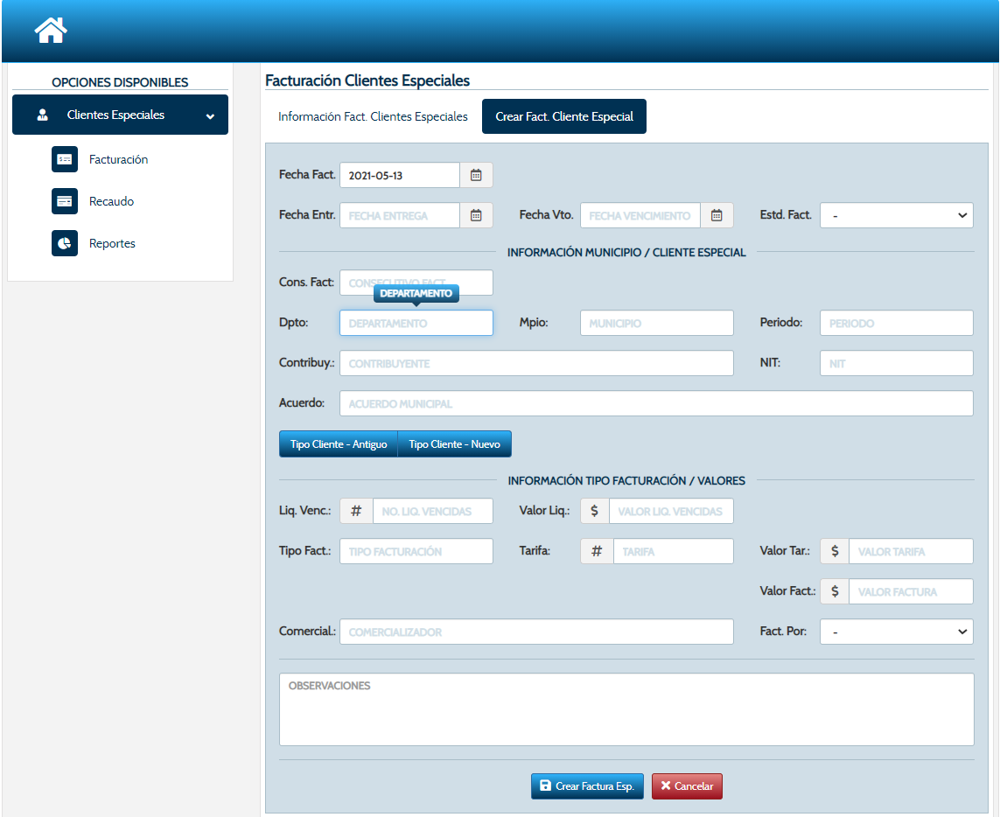 OPCIONES DISPONIBLES
Clientes Especiales
Facturación
Recaudo
Reportes
Facturación Clientes Especiales
Información Fact. Clientes Especiales Crear Fact. Cliente Especial
Fecha Fact. 2021-05-13
Fecha Entr. FECHA ENTREGA Fecha Vto. FECHA VENCIMIENTO Estd. Fact. -
INFORMACIÓN MUNICIPIO / CLIENTE ESPECIAL
Cons. Fact: CONSECUTIVO FACT.
DEPARTAMENTO
Dpto: DEPARTAMENTO Mpio: MUNICIPIO Periodo: PERIODO
Contribuy.: CONTRIBUYENTE NIT: NIT
Acuerdo: ACUERDO MUNICIPAL
Tipo Cliente - Antiguo Tipo Cliente - Nuevo
INFORMACIÓN TIPO FACTURACIÓN / VALORES
Liq. Venc.: # NO. LIQ. VENCIDAS Valor Liq.: $ VALOR LIQ. VENCIDAS
Tipo Fact.: TIPO FACTURACIÓN Tarifa: # TARIFA Valor Tar.: $ VALOR TARIFA
Valor Fact.: $ VALOR FACTURA
Comercial.: COMERCIALIZADOR Fact. Por: -
OBSERVACIONES
Crear Factura Esp. Cancelar